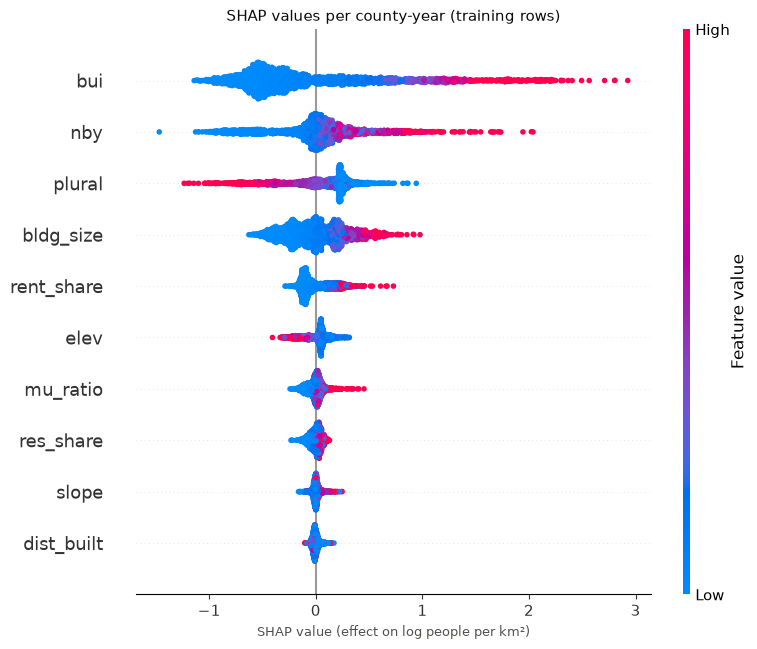 SHAP values per county-year (training rows)
High
bui
nby
plural
bldg_size
rent_share
elev
mu_ratio
res_share
slope
dist_built
Feature value
Low
−1
0
1
2
3
SHAP value (effect on log people per km²)